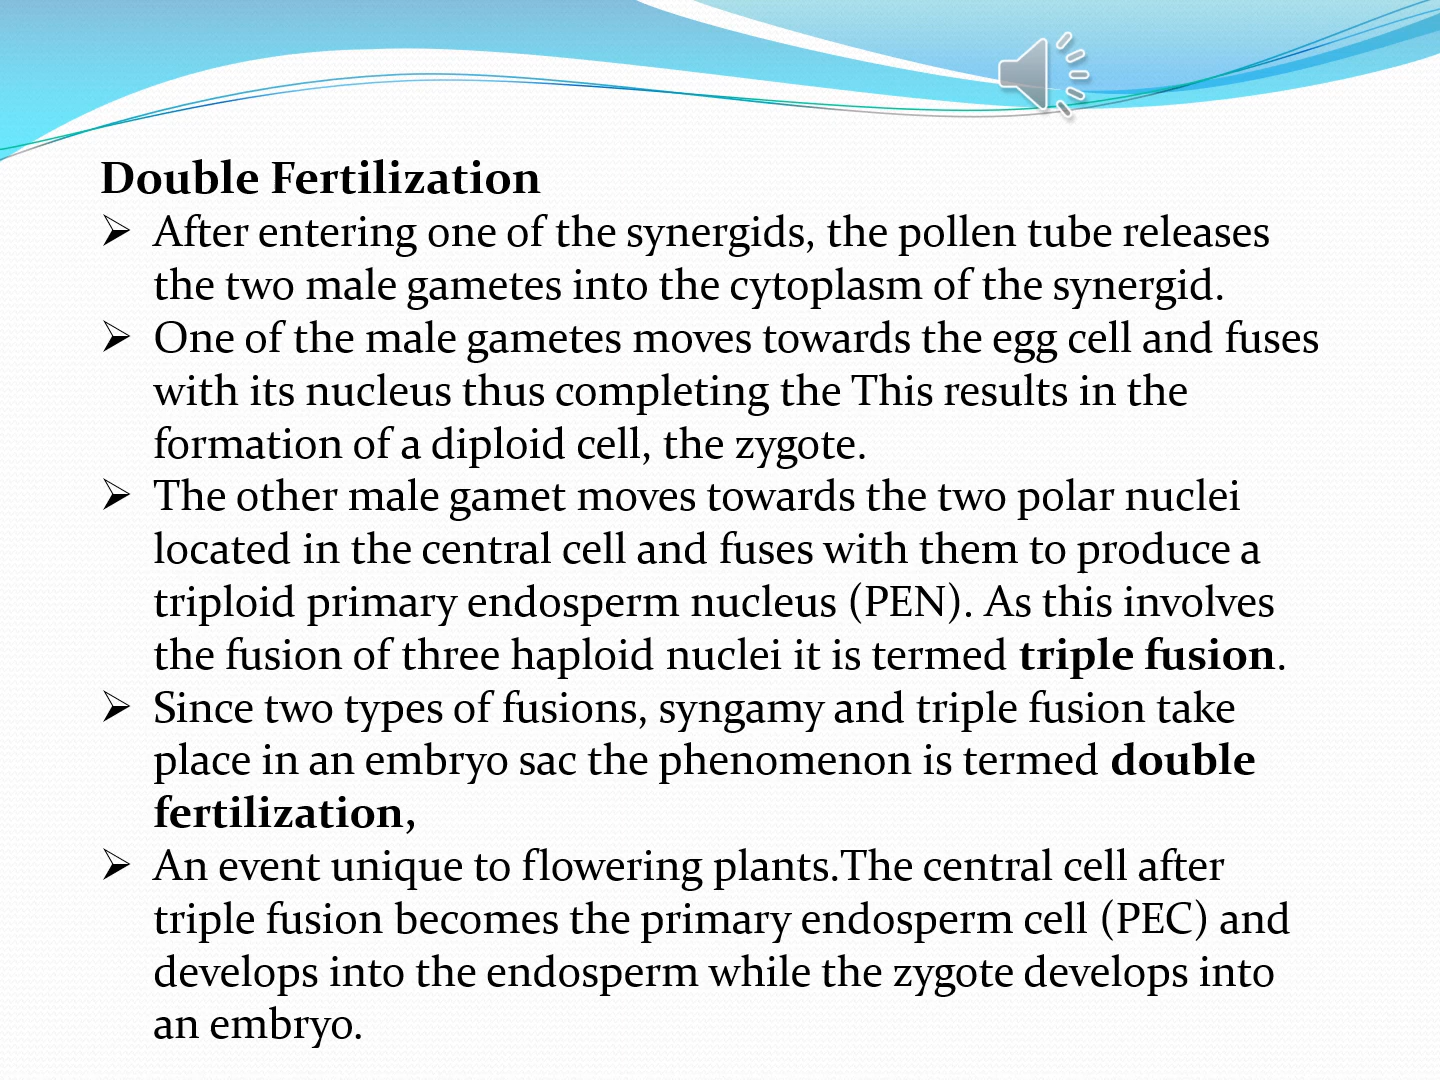 Double Fertilization
➢ After entering one of the synergids, the pollen tube releases
the two male gametes into the cytoplasm of the synergid.
➢ One of the male gametes moves towards the egg cell and fuses
with its nucleus thus completing the This results in the
formation of a diploid cell, the zygote.
➢ The other male gamet moves towards the two polar nuclei
located in the central cell and fuses with them to produce a
triploid primary endosperm nucleus (PEN). As this involves
the fusion of three haploid nuclei it is termed triple fusion.
➢ Since two types of fusions, syngamy and triple fusion take
place in an embryo sac the phenomenon is termed double
fertilization,
➢ An event unique to flowering plants.The central cell after
triple fusion becomes the primary endosperm cell (PEC) and
develops into the endosperm while the zygote develops into
an embryo.